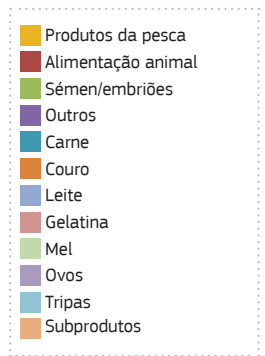 Produtos da pesca
Alimentação animal
Sémen/embriões
Outros
Carne
Couro
Leite
Gelatina
Mel
Ovos
Tripas
Subprodutos